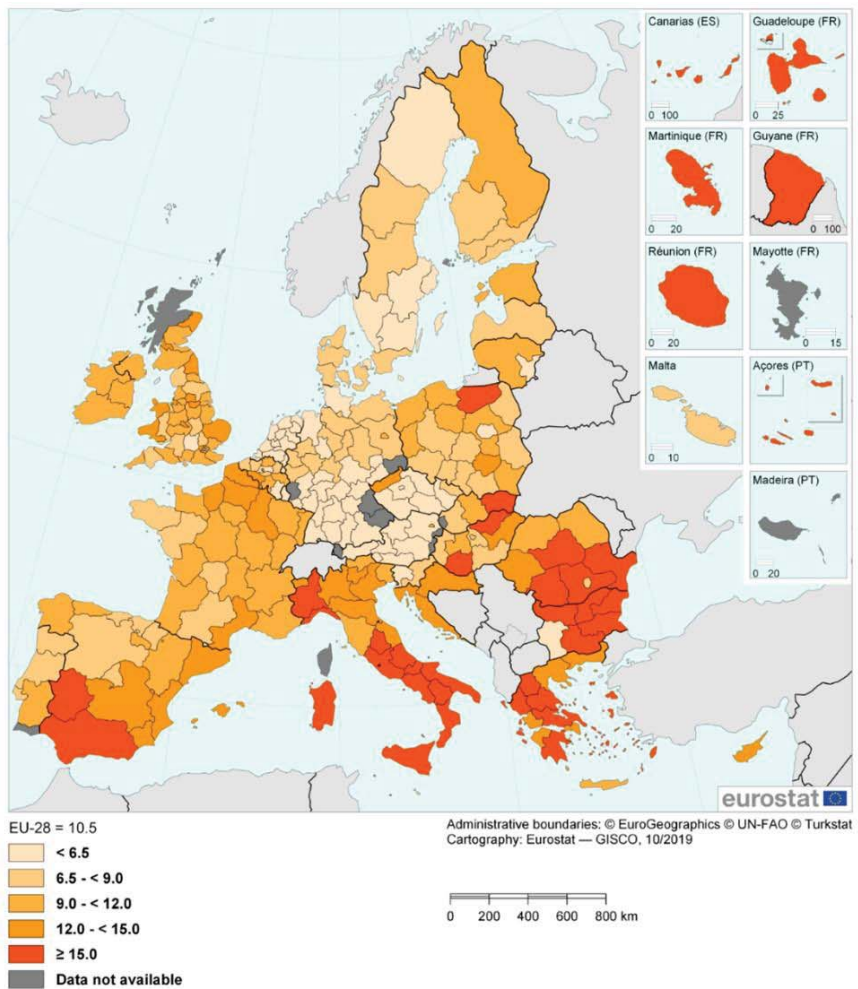 Canarias (ES)
0 100
Guadeloupe (FR)
0 25
Martinique (FR)
0 20
Guyane (FR)
0 100
Réunion (FR)
0 20
Mayotte (FR)
0 15
Malta
0 10
Açores (PT)
Madeira (PT)
0 20
eurostat
EU-28 = 10.5
< 6.5
6.5 - < 9.0
9.0 - < 12.0
12.0 - < 15.0
≥ 15.0
Data not available
Administrative boundaries: © EuroGeographics © UN-FAO © Turkstat
Cartography: Eurostat — GISCO, 10/2019
0 200 400 600 800 km